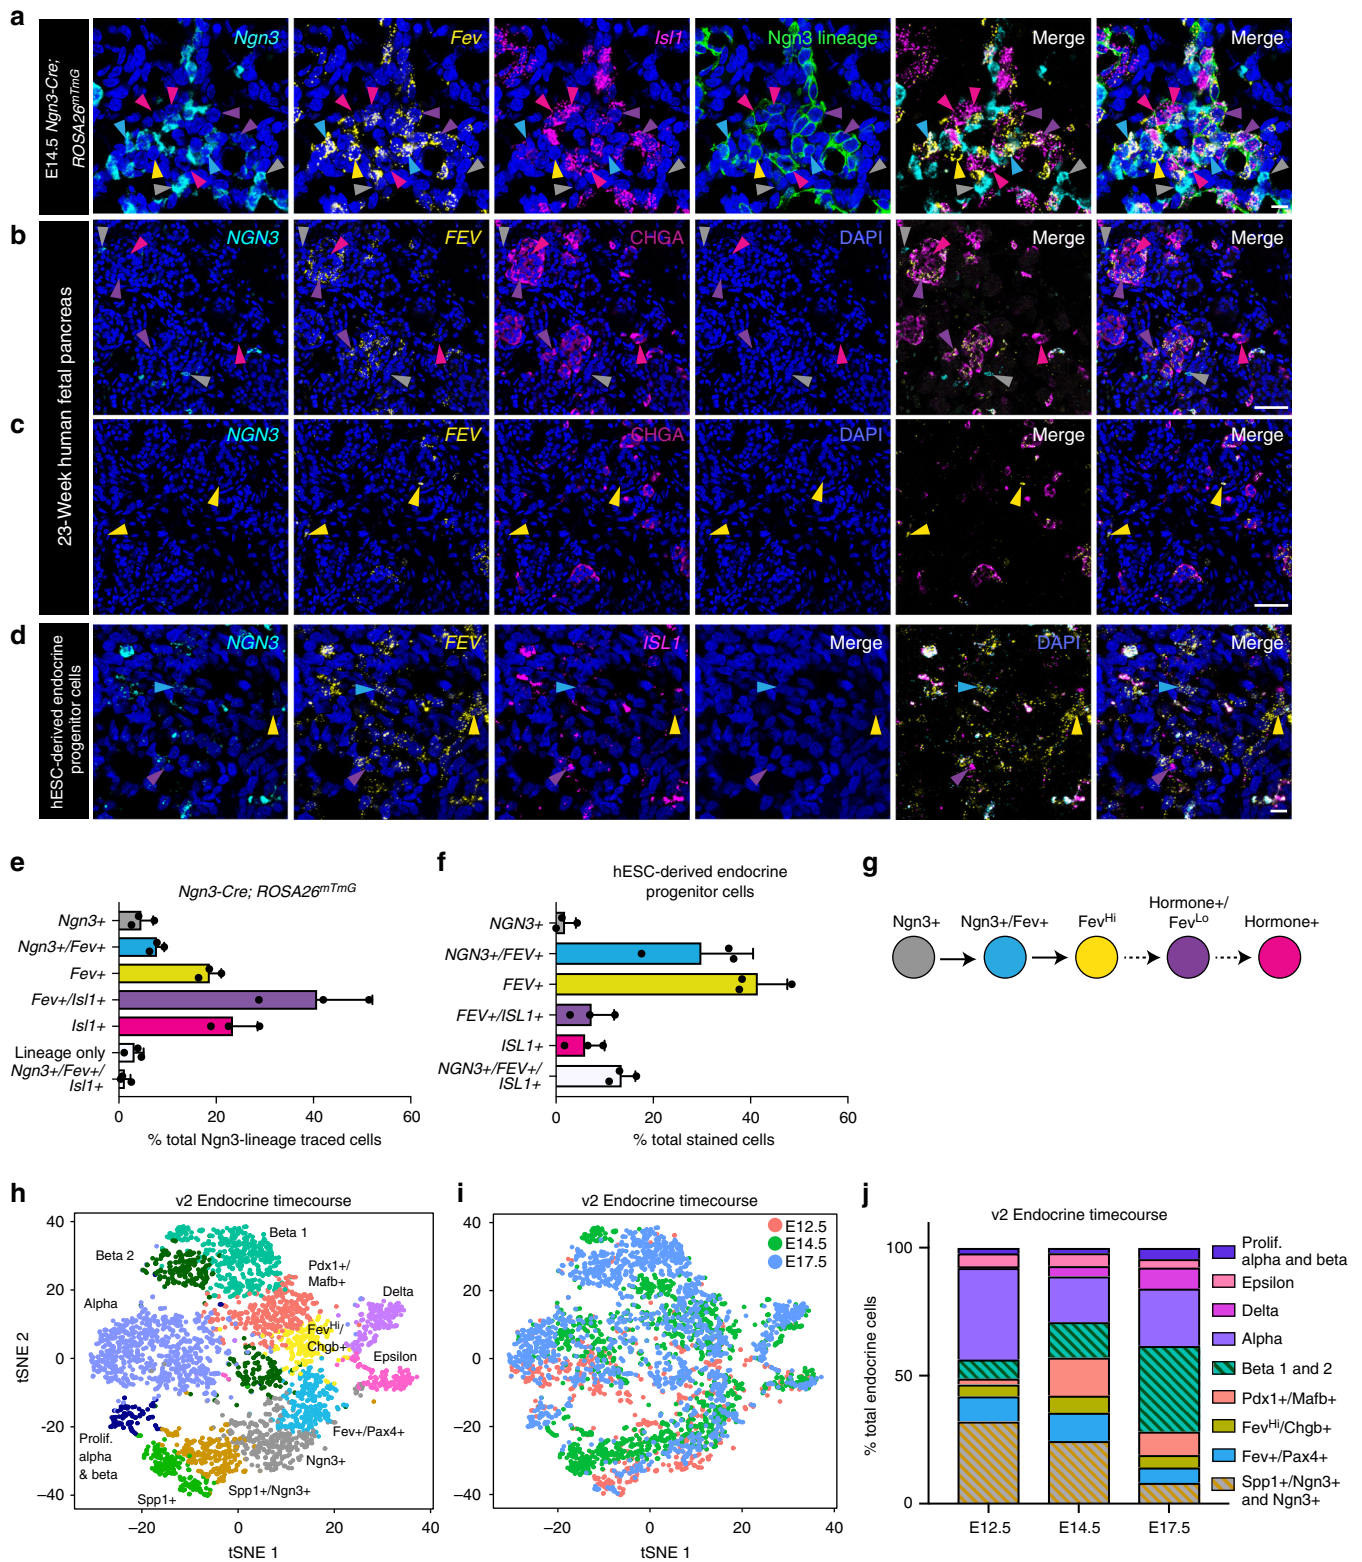 a
E14.5 Ngn3-Cre;
ROSA26mTmG
Ngn3
Fev
Isl1
Ngn3 lineage
Merge
Merge
b
23-Week human fetal pancreas
NGN3
FEV
CHGA
DAPI
Merge
Merge
c
NGN3
FEV
CHGA
DAPI
Merge
Merge
d
hESC-derived endocrine
progenitor cells
NGN3
FEV
ISL1
Merge
DAPI
Merge
e
Ngn3-Cre; ROSA26mTmG
Ngn3+
Ngn3+/Fev+
Fev+
Fev+/Isl1+
Isl1+
Lineage only
Ngn3+/Fev+/
Isl1+
0 20 40 60
% total Ngn3-lineage traced cells
f
hESC-derived endocrine
progenitor cells
NGN3+
NGN3+/FEV+
FEV+
FEV+/ISL1+
ISL1+
NGN3+/FEV+/
ISL1+
0 20 40 60
% total stained cells
g
Ngn3+
Ngn3+/Fev+
FevHi
Hormone+/
FevLo
Hormone+
h
v2 Endocrine timecourse
40
20
0
–20
–40
tSNE 2
Beta 1
Beta 2
Pdx1+/
Mafb+
Alpha
Delta
FevHi/
Chgb+
Epsilon
Fev+/Pax4+
Prolif.
alpha
& beta
Ngn3+
Spp1+/Ngn3+
Spp1+
–20 0 20 40
tSNE 1
i
v2 Endocrine timecourse
E12.5
E14.5
E17.5
40
20
0
–20
–40
–20 0 20 40
tSNE 1
j
v2 Endocrine timecourse
100
50
0
% total endocrine cells
E12.5 E14.5 E17.5
Prolif.
alpha and beta
Epsilon
Delta
Alpha
Beta 1 and 2
Pdx1+/Mafb+
FevHi/Chgb+
Fev+/Pax4+
Spp1+/Ngn3+
and Ngn3+